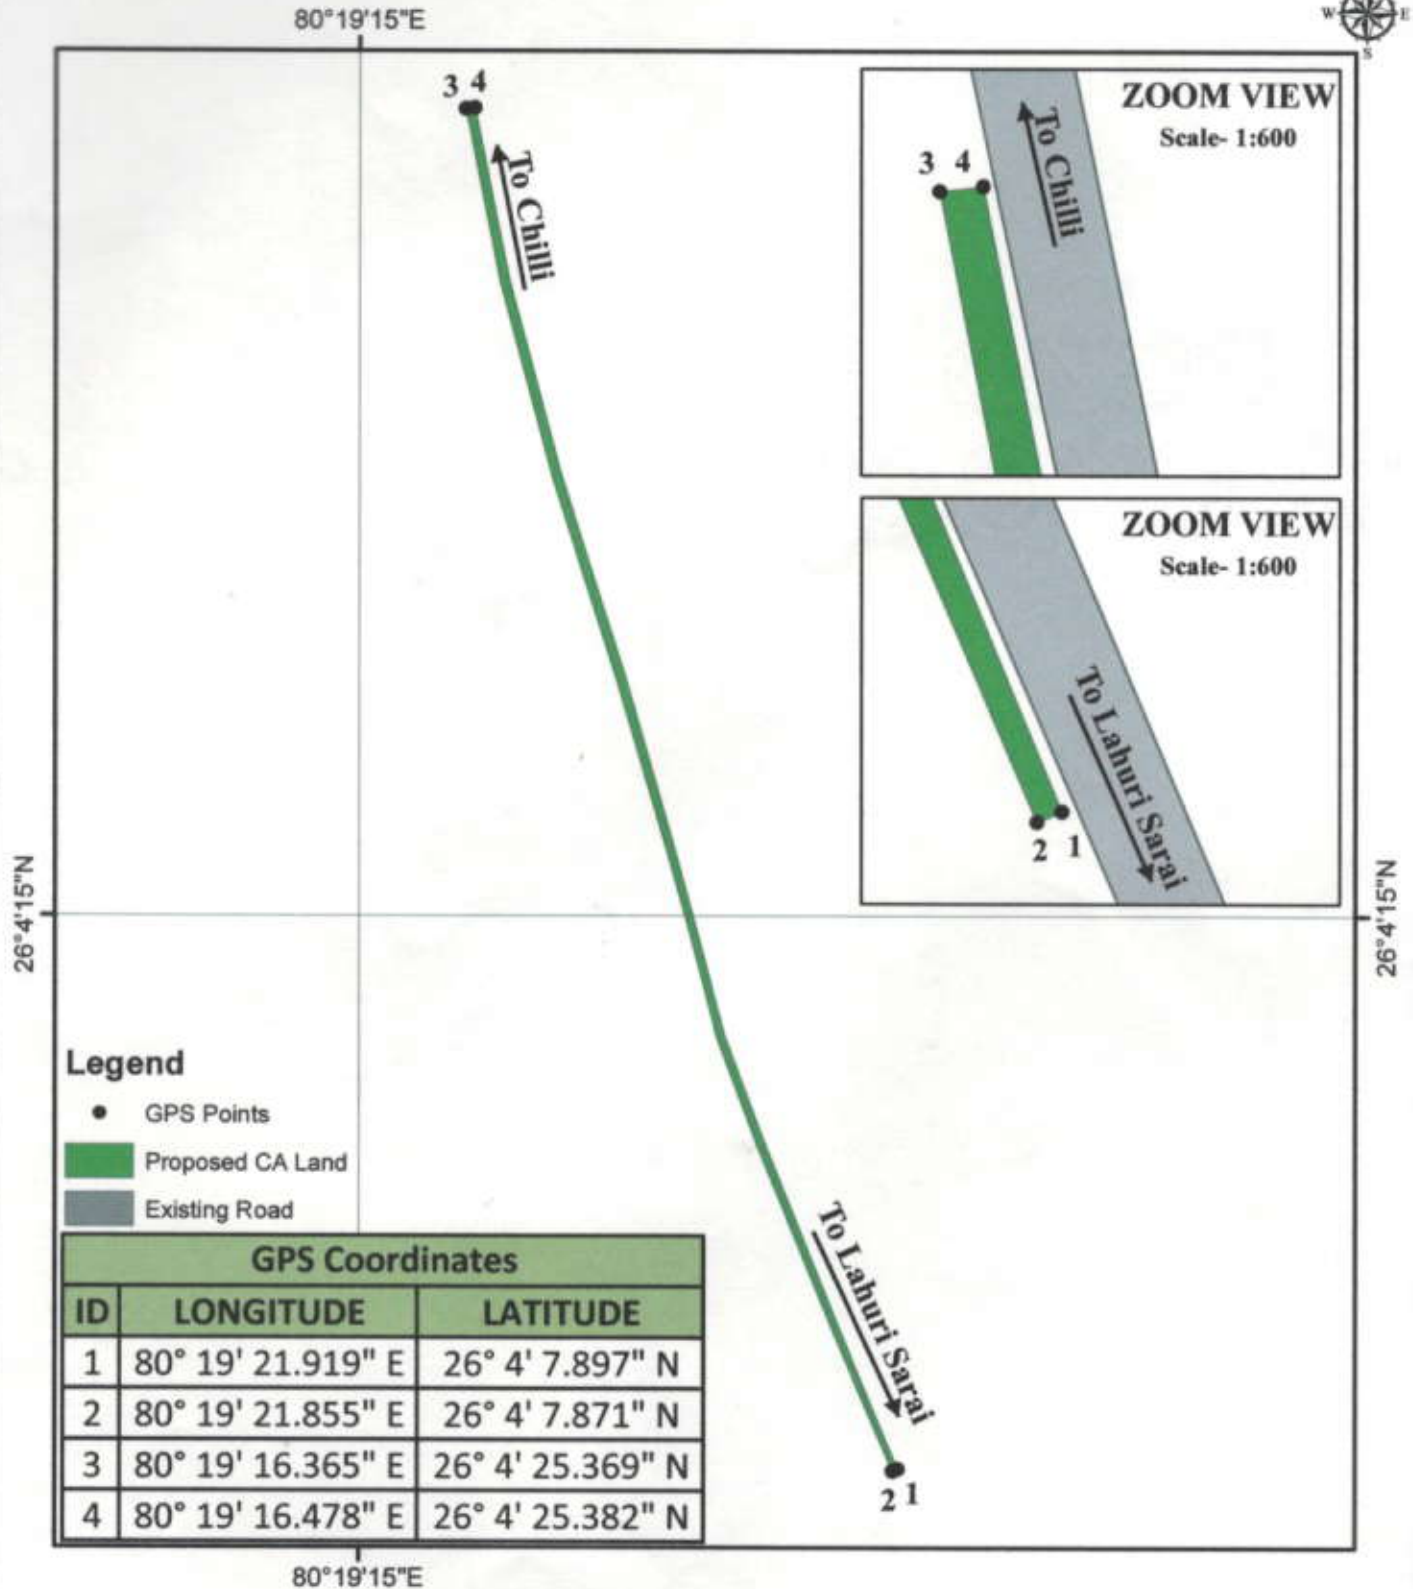 80°19'15"E
W E
S
3 4
To Chilli
ZOOM VIEW
Scale- 1:600
3 4
To Chilli
ZOOM VIEW
Scale- 1:600
To Lahuri Sarai
2 1
26°4'15"N
26°4'15"N
Legend
GPS Points
Proposed CA Land
Existing Road
To Lahuri Sarai
2 1
GPS Coordinates
ID LONGITUDE LATITUDE
1 80° 19' 21.919" E 26° 4' 7.897" N
2 80° 19' 21.855" E 26° 4' 7.871" N
3 80° 19' 16.365" E 26° 4' 25.369" N
4 80° 19' 16.478" E 26° 4' 25.382" N
80°19'15"E